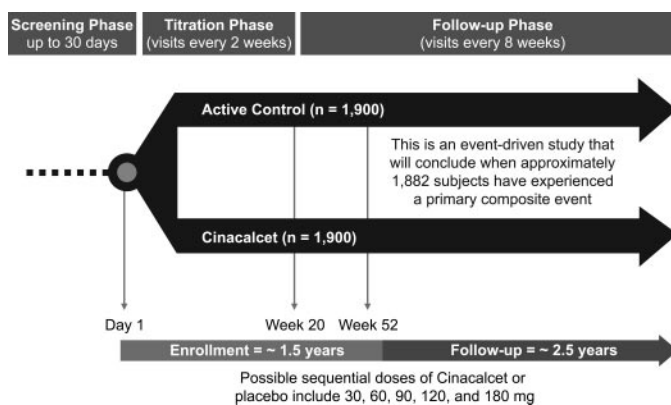 Screening Phase
up to 30 days
Titration Phase
(visits every 2 weeks)
Follow-up Phase
(visits every 8 weeks)
Active Control (n = 1,900)
This is an event-driven study that
will conclude when approximately
1,882 subjects have experienced
a primary composite event
Cinacalcet (n = 1,900)
Day 1
Week 20
Week 52
Enrollment = ~ 1.5 years
Follow-up = ~ 2.5 years
Possible sequential doses of Cinacalcet or
placebo include 30, 60, 90, 120, and 180 mg